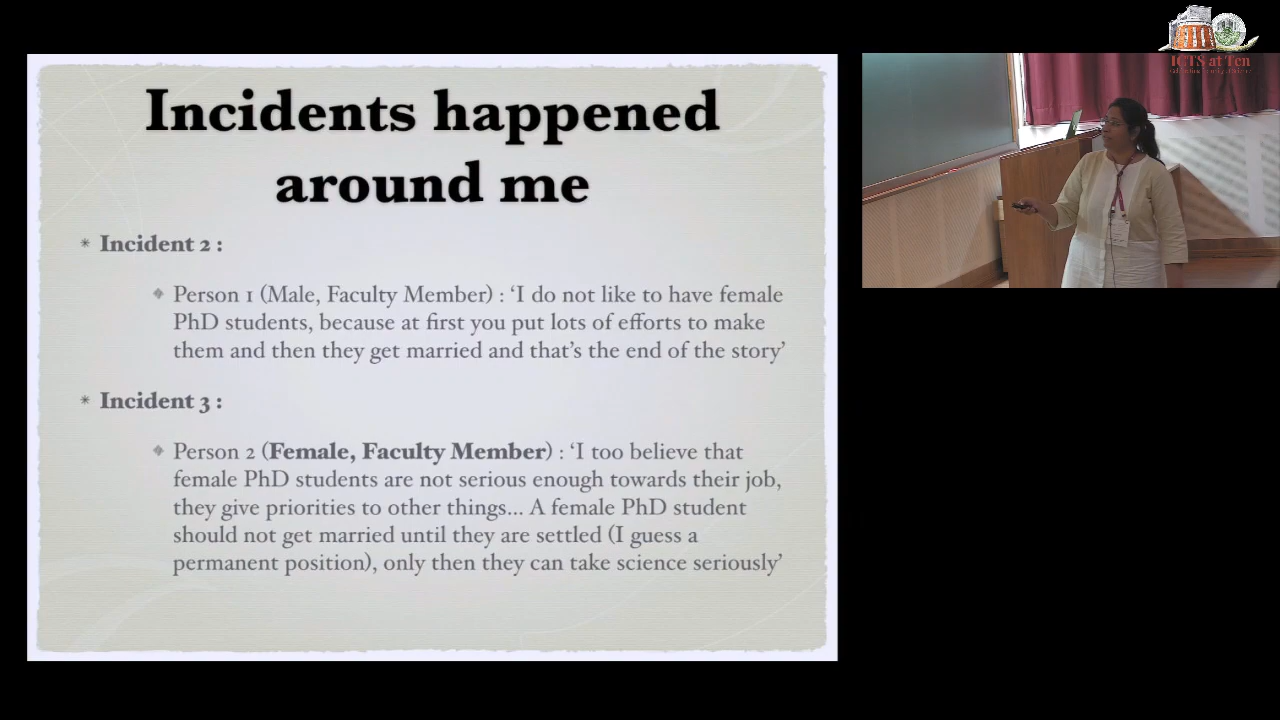 Incidents happened
around me
* Incident 2 :
Person 1 (Male, Faculty Member) : ‘I do not like to have female
PhD students, because at first you put lots of efforts to make
them and then they get married and that’s the end of the story’
* Incident 3 :
Person 2 (Female, Faculty Member) : ‘I too believe that
female PhD students are not serious enough towards their job,
they give priorities to other things... A female PhD student
should not get married until they are settled (I guess a
permanent position), only then they can take science seriously’
ICTS at Ten